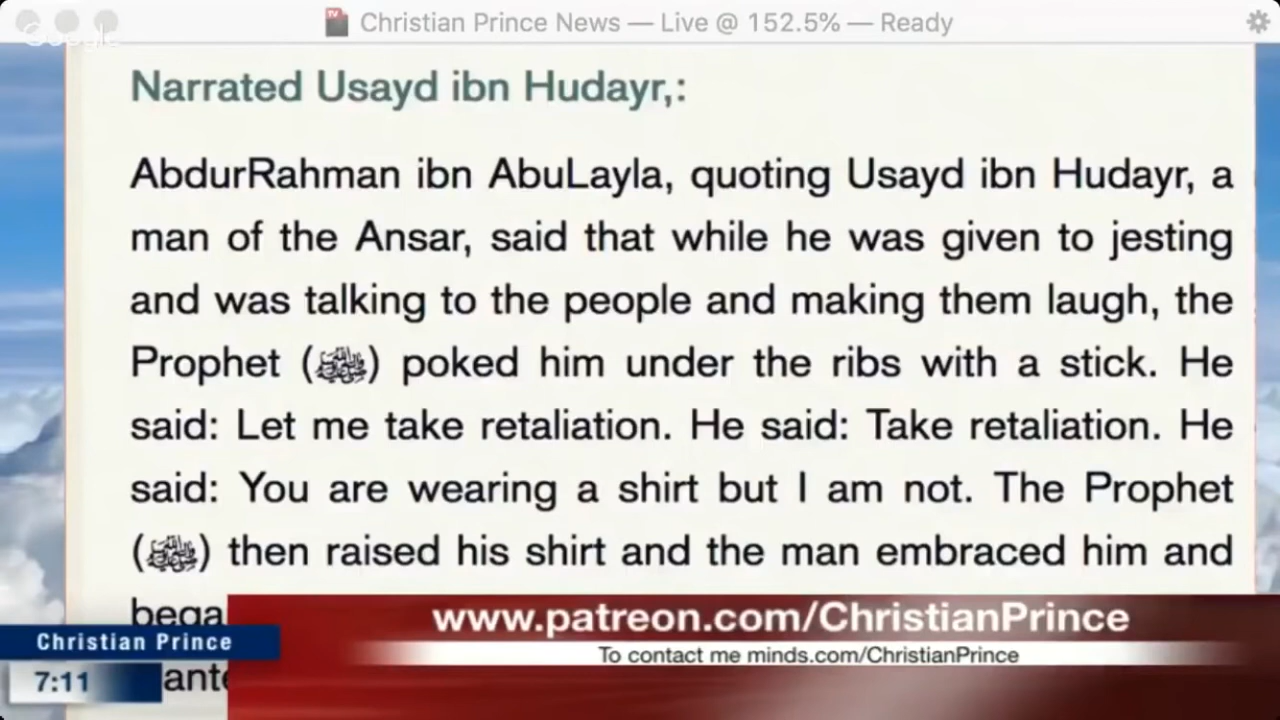 Christian Prince News — Live @ 152.5% — Ready
Google
Narrated Usayd ibn Hudayr,:
AbdurRahman ibn AbuLayla, quoting Usayd ibn Hudayr, a
man of the Ansar, said that while he was given to jesting
and was talking to the people and making them laugh, the
Prophet (ﷺ) poked him under the ribs with a stick. He
said: Let me take retaliation. He said: Take retaliation. He
said: You are wearing a shirt but I am not. The Prophet
(ﷺ) then raised his shirt and the man embraced him and
bega
ante
www.patreon.com/ChristianPrince
To contact me minds.com/ChristianPrince
Christian Prince
7:11